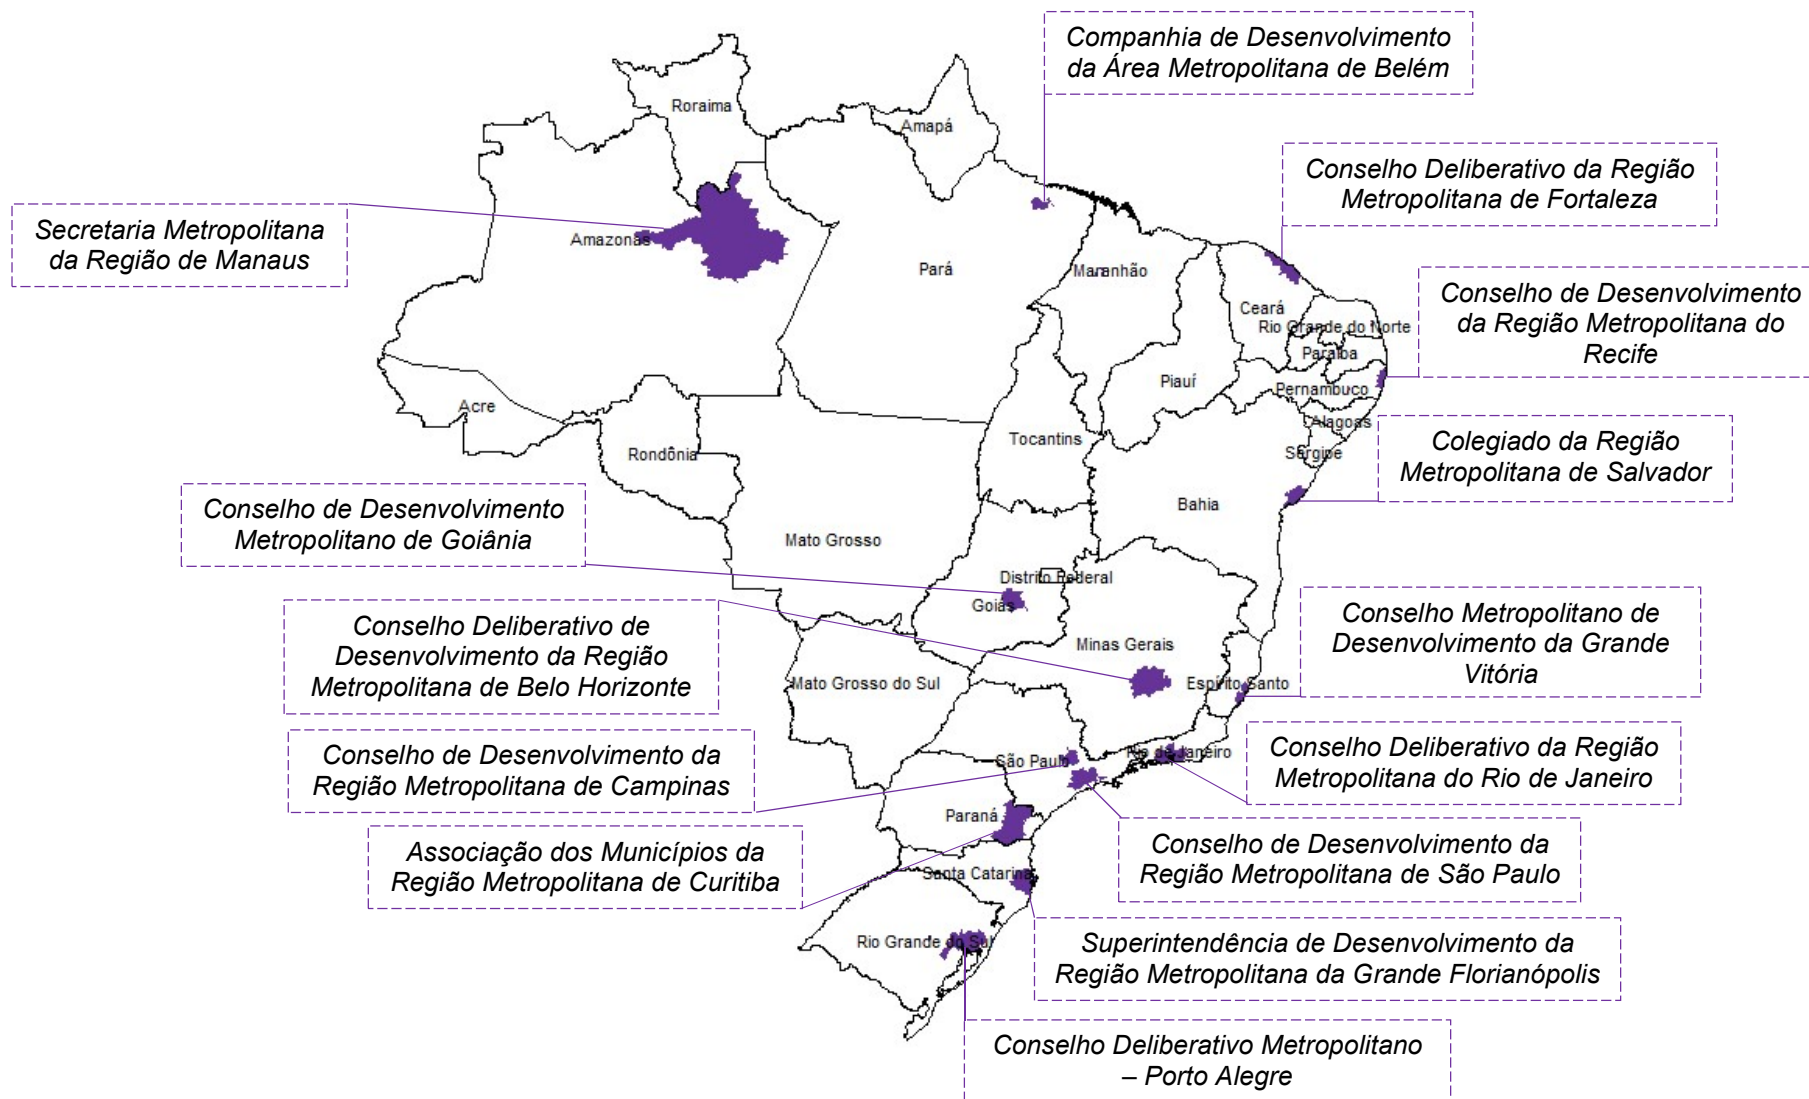 Companhia de Desenvolvimento
da Área Metropolitana de Belém
Roraima
Amapá
Conselho Deliberativo da Região
Metropolitana de Fortaleza
Secretaria Metropolitana
da Região de Manaus
Amazonas
Pará
Maranhão
Ceará
Conselho de Desenvolvimento
da Região Metropolitana do
Recife
Rio Grande do Norte
Paraíba
Piauí
Pernambuco
Acre
Alagoas
Tocantins
Rondônia
Sergipe
Colegiado da Região
Metropolitana de Salvador
Bahia
Conselho de Desenvolvimento
Metropolitano de Goiânia
Mato Grosso
Distrito Federal
Goiás
Conselho Metropolitano de
Desenvolvimento da Grande
Vitória
Conselho Deliberativo de
Desenvolvimento da Região
Metropolitana de Belo Horizonte
Minas Gerais
Mato Grosso do Sul
Espírito Santo
Conselho de Desenvolvimento da
Região Metropolitana de Campinas
São Paulo
Rio de Janeiro
Conselho Deliberativo da Região
Metropolitana do Rio de Janeiro
Paraná
Associação dos Municípios da
Região Metropolitana de Curitiba
Conselho de Desenvolvimento da
Região Metropolitana de São Paulo
Santa Catarina
Rio Grande do Sul
Superintendência de Desenvolvimento da
Região Metropolitana da Grande Florianópolis
Conselho Deliberativo Metropolitano
– Porto Alegre